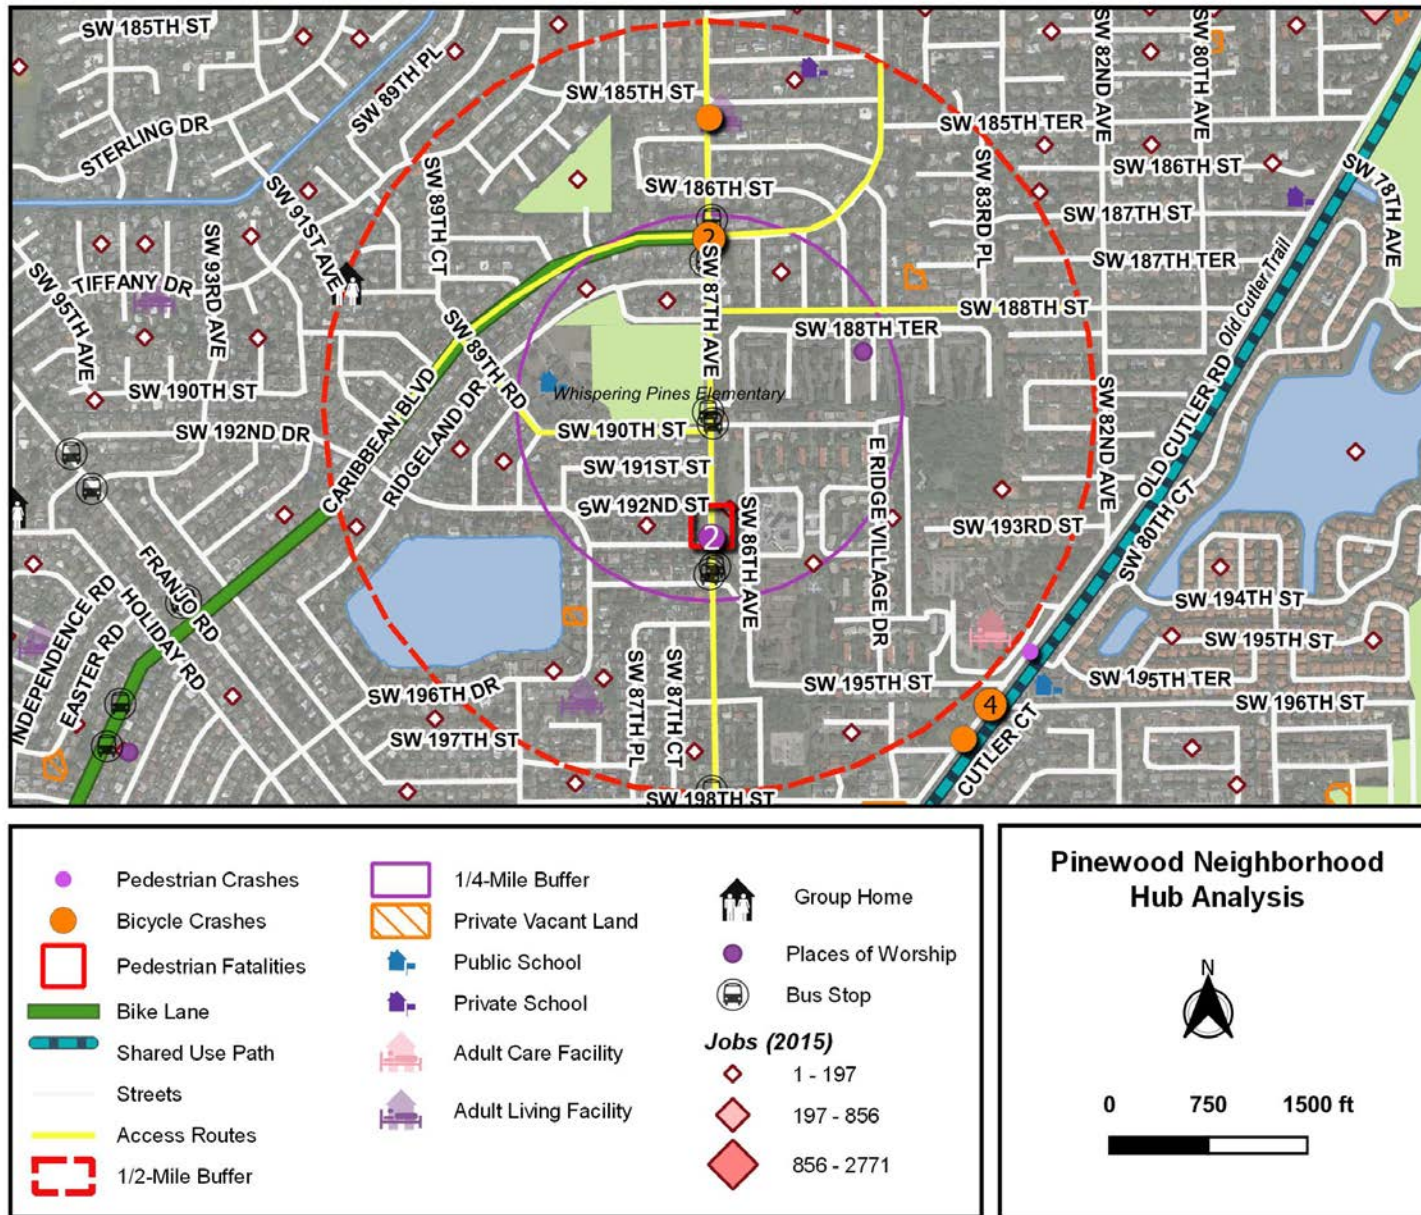 SW 185TH ST
SW 89TH PL
STERLING DR
SW 185TH ST
SW 82ND AVE
SW 80TH AVE
SW 185TH TER
SW 186TH ST
SW 78TH AVE
SW 91ST AVE
SW 89TH CT
SW 186TH ST
SW 83RD PL
SW 187TH ST
2
SW 187TH TER
SW 95TH AVE
TIFFANY DR
SW 93RD AVE
SW 87TH AVE
SW 188TH ST
SW 188TH TER
Old Cutler Trail
SW 89TH RD
SW 190TH ST
CARIBBEAN BLVD
RIDGELAND DR
Whispering Pines Elementary
SW 82ND AVE
OLD CUTLER RD
SW 192ND DR
SW 190TH ST
E RIDGE VILLAGE DR
SW 191ST ST
SW 192ND ST
SW 86TH AVE
SW 193RD ST
SW 80TH CT
2
FRANJO RD
HOLIDAY RD
INDEPENDENCE RD
EASTER RD
SW 194TH ST
SW 195TH ST
SW 196TH DR
SW 87TH PL
SW 87TH CT
SW 195TH ST
SW 195TH TER
SW 196TH ST
4
CUTLER CT
SW 197TH ST
SW 198TH ST
Pedestrian Crashes
Bicycle Crashes
Pedestrian Fatalities
Bike Lane
Shared Use Path
Streets
Access Routes
1/2-Mile Buffer
1/4-Mile Buffer
Private Vacant Land
Public School
Private School
Adult Care Facility
Adult Living Facility
Group Home
Places of Worship
Bus Stop
Jobs (2015)
1 - 197
197 - 856
856 - 2771
Pinewood Neighborhood
Hub Analysis
N
0 750 1500 ft